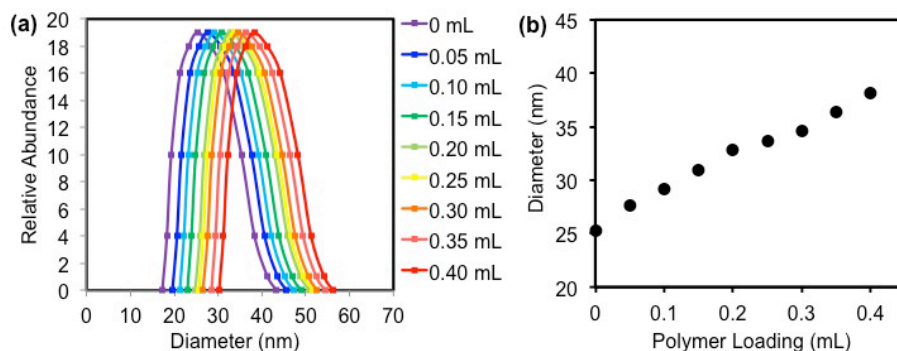 (a)
Relative Abundance
20
18
16
14
12
10
8
6
4
2
0
0 10 20 30 40 50 60 70
Diameter (nm)
0 mL
0.05 mL
0.10 mL
0.15 mL
0.20 mL
0.25 mL
0.30 mL
0.35 mL
0.40 mL
(b)
Diameter (nm)
45
40
35
30
25
20
0 0.1 0.2 0.3 0.4
Polymer Loading (mL)